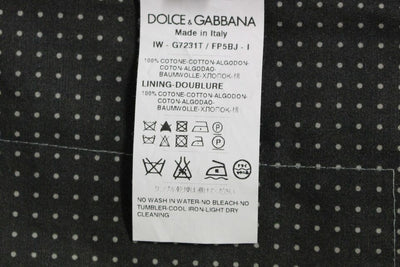 DOLCE & GABBANA
Made in Italy
IW - G7231T / FP5BJ - I
100% COTONE-COTTON-ALGODON-
COTON-ALGODAO-
BAUMWOLLE-ХЛОПОК-棉
LINING-DOUBLURE
100% COTONE-COTTON-ALGODON-
COTON-ALGODAO-
BAUMWOLLE-ХЛОПОК-棉
NO WASH IN WATER-NO BLEACH-NO
TUMBLER-COOL IRON-LIGHT DRY
CLEANING